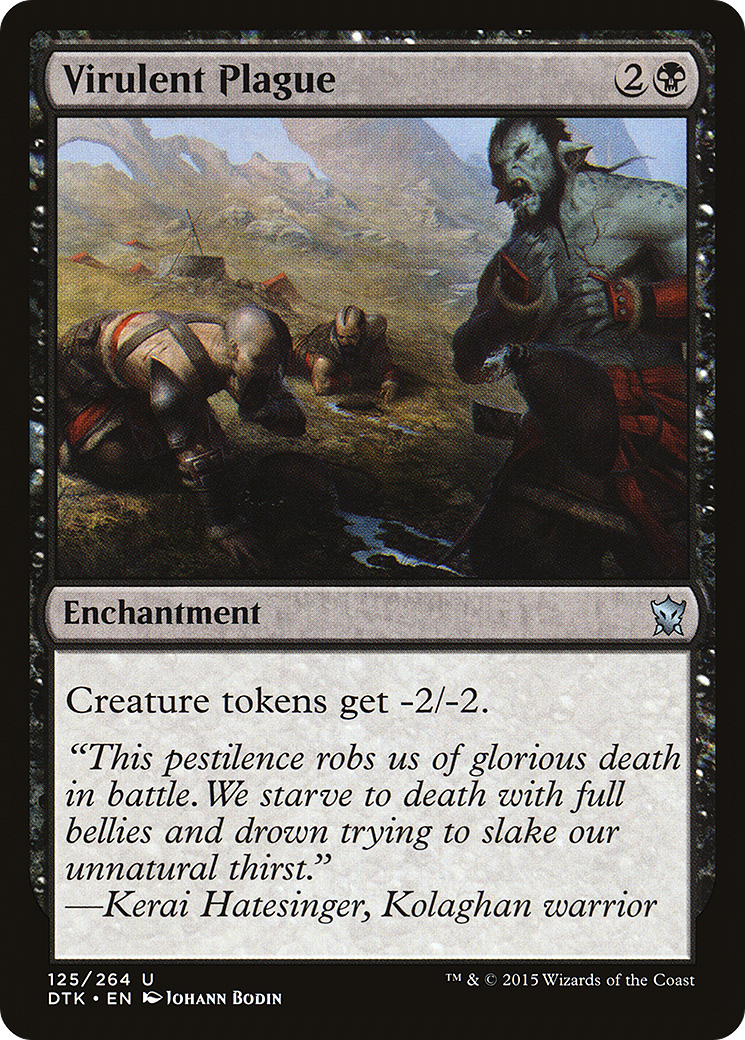 Virulent Plague
2
Enchantment
Creature tokens get -2/-2.
“This pestilence robs us of glorious death
in battle. We starve to death with full
bellies and drown trying to slake our
unnatural thirst.”
—Kerai Hatesinger, Kolaghan warrior
125/264 U
™ & © 2015 Wizards of the Coast
DTK • EN Johann Bodin